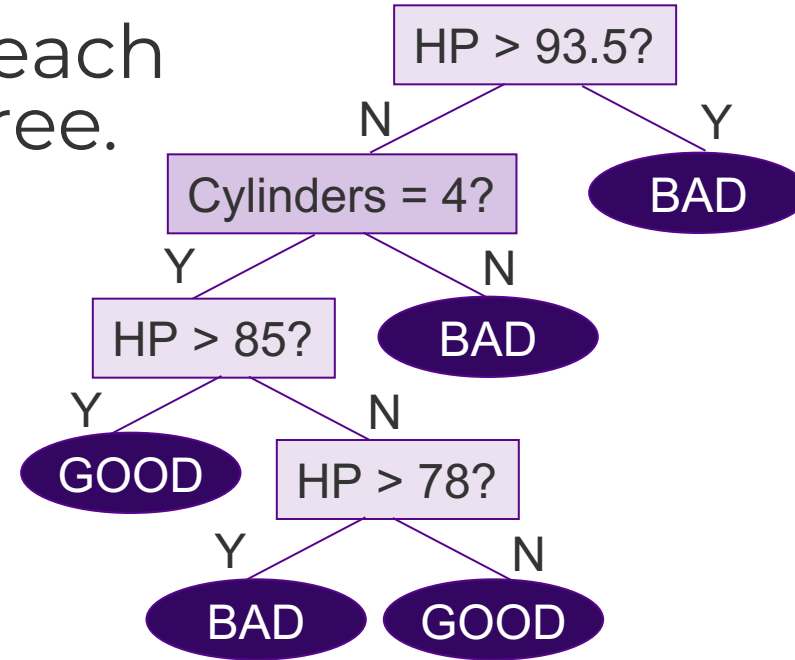 each
HP > 93.5?
ree.
N
Y
Cylinders = 4?
BAD
Y
N
HP > 85?
BAD
Y
N
GOOD
HP > 78?
Y
N
BAD
GOOD